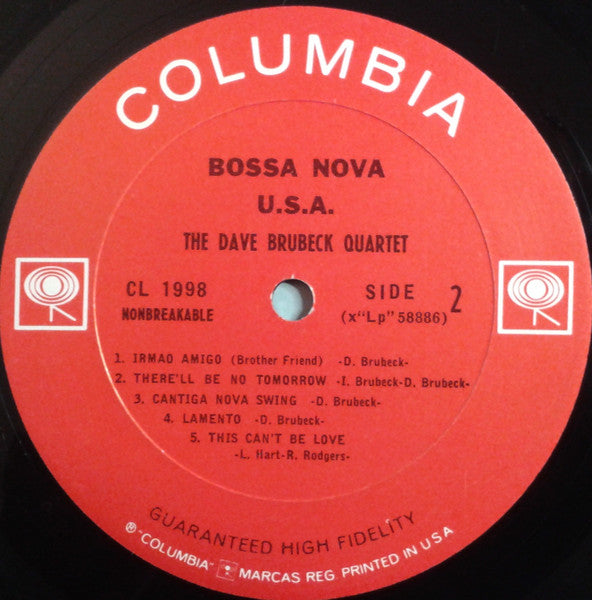 COLUMBIA
BOSSA NOVA
U.S.A.
THE DAVE BRUBECK QUARTET
CL 1998
NONBREAKABLE
SIDE 2
(x"Lp" 58886)
1. IRMAO AMIGO (Brother Friend) -D. Brubeck-
2. THERE'LL BE NO TOMORROW -I. Brubeck-D. Brubeck-
3. CANTIGA NOVA SWING -D. Brubeck-
4. LAMENTO -D. Brubeck-
5. THIS CAN'T BE LOVE
-L. Hart-R. Rodgers-
GUARANTEED HIGH FIDELITY
® "COLUMBIA" MARCAS REG. PRINTED IN U S A